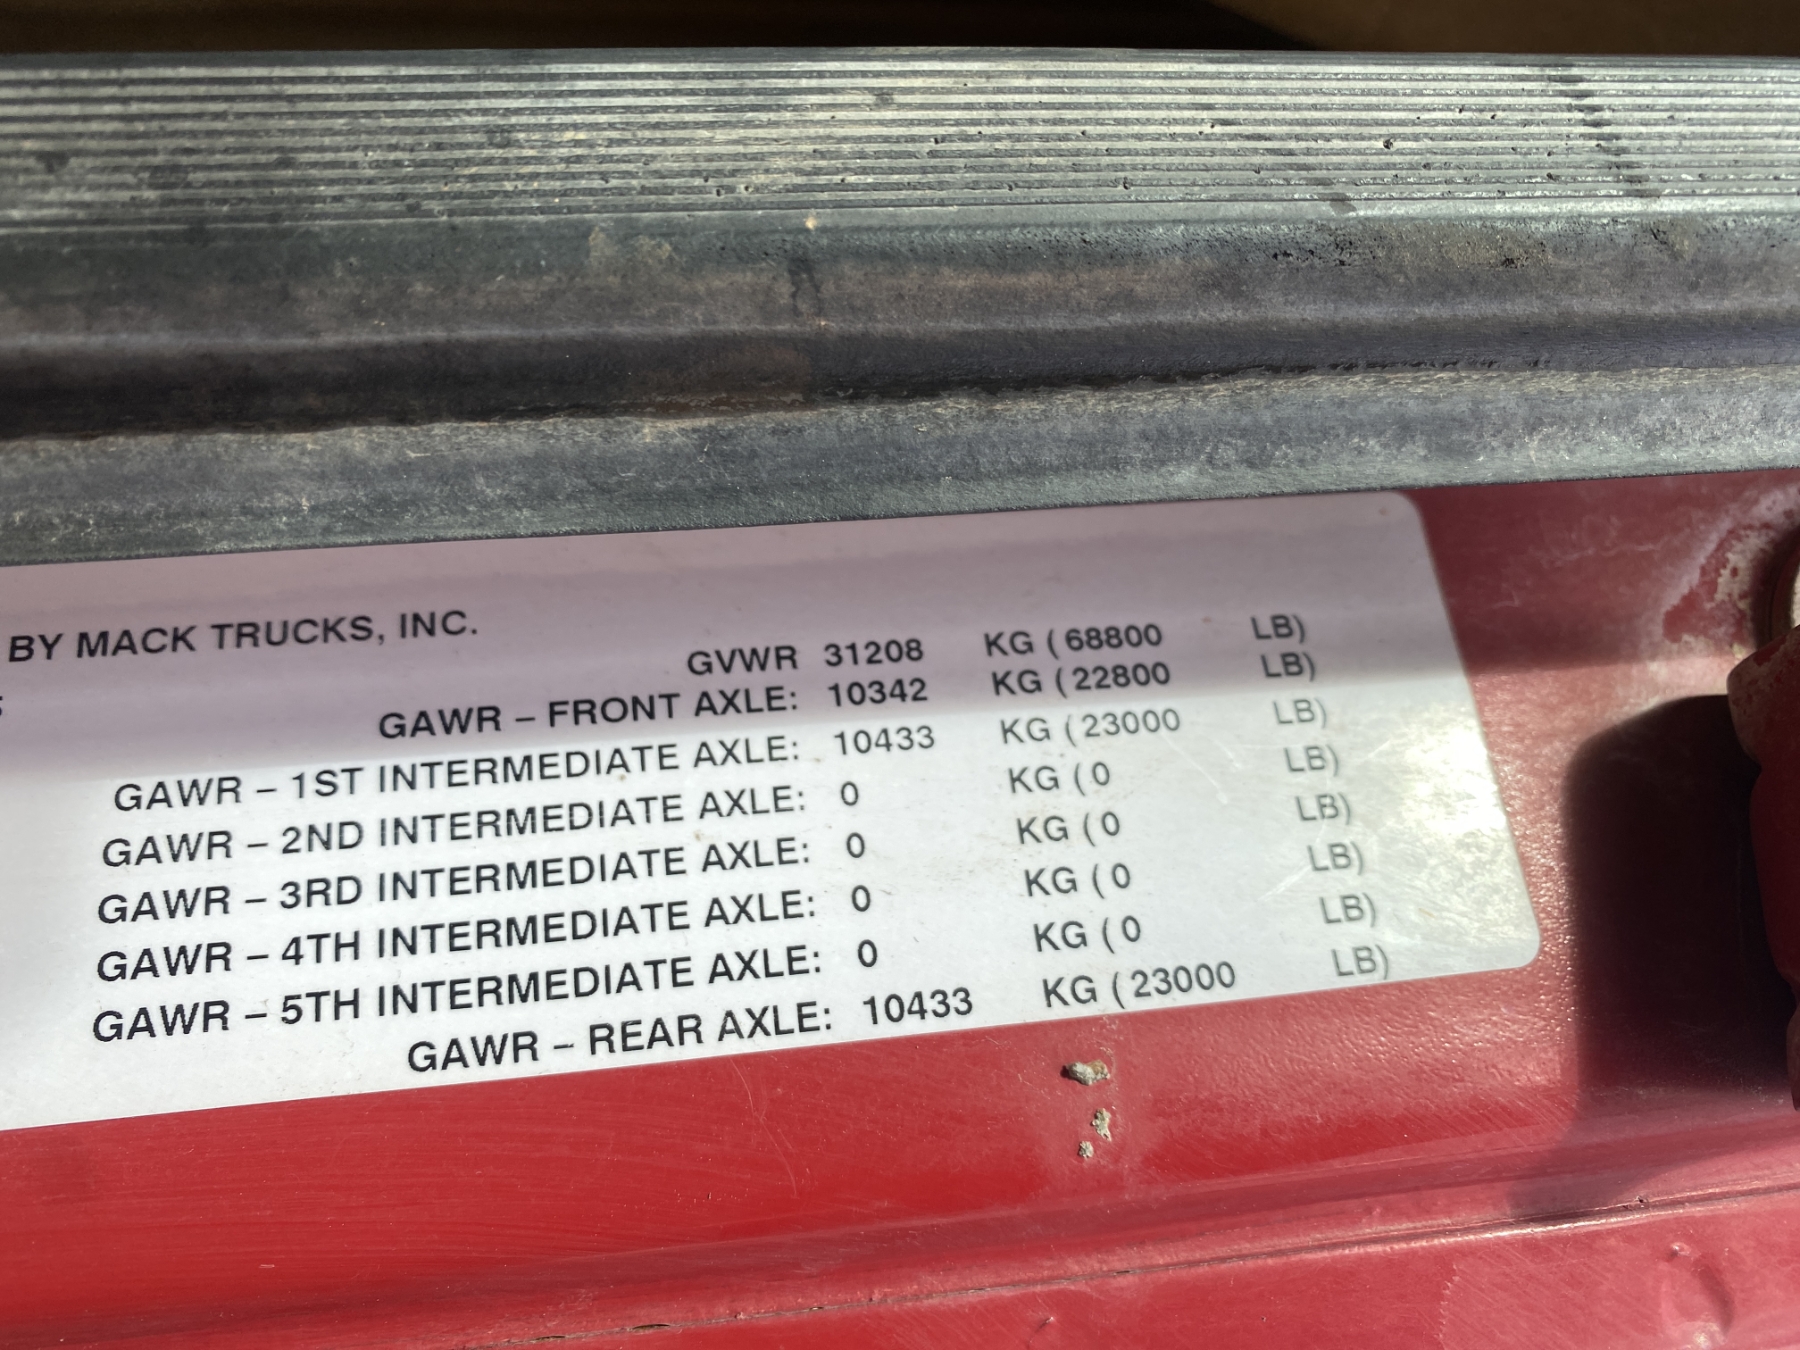 BY MACK TRUCKS, INC.
GVWR 31208 KG (68800 LB)
GAWR – FRONT AXLE: 10342 KG (22800 LB)
GAWR – 1ST INTERMEDIATE AXLE: 10433 KG (23000 LB)
GAWR – 2ND INTERMEDIATE AXLE: 0 KG (0 LB)
GAWR – 3RD INTERMEDIATE AXLE: 0 KG (0 LB)
GAWR – 4TH INTERMEDIATE AXLE: 0 KG (0 LB)
GAWR – 5TH INTERMEDIATE AXLE: 0 KG (0 LB)
GAWR – REAR AXLE: 10433 KG (23000 LB)